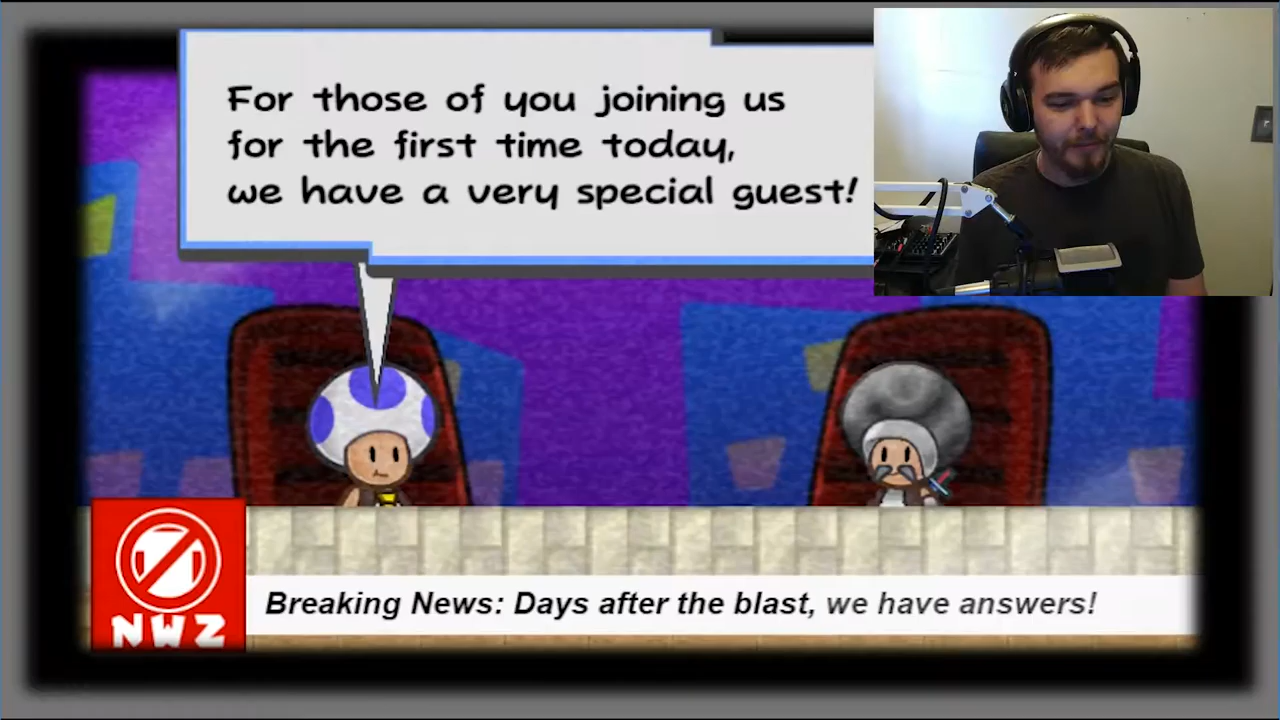 For those of you joining us
for the first time today,
we have a very special guest!
NWZ
Breaking News: Days after the blast, we have answers!